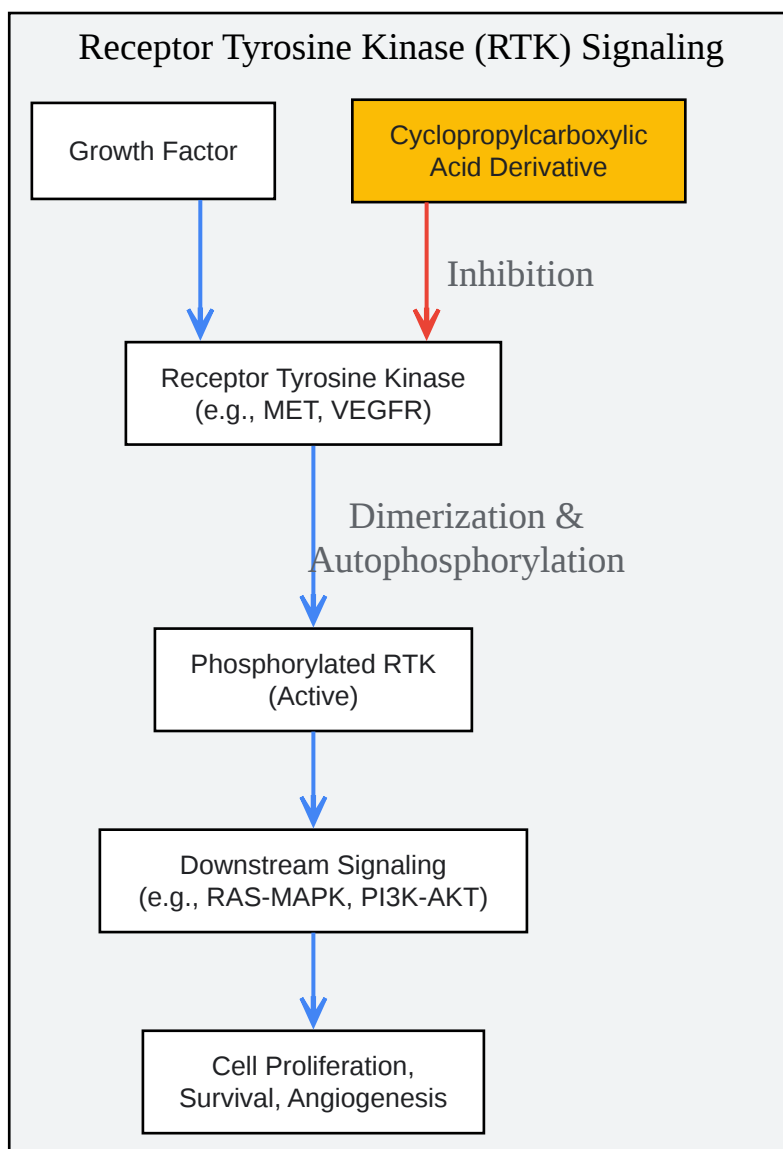 Receptor Tyrosine Kinase (RTK) Signaling
Growth Factor
Cyclopropylcarboxylic
Acid Derivative
Inhibition
Receptor Tyrosine Kinase
(e.g., MET, VEGFR)
Dimerization &
Autophosphorylation
Phosphorylated RTK
(Active)
Downstream Signaling
(e.g., RAS-MAPK, PI3K-AKT)
Cell Proliferation,
Survival, Angiogenesis